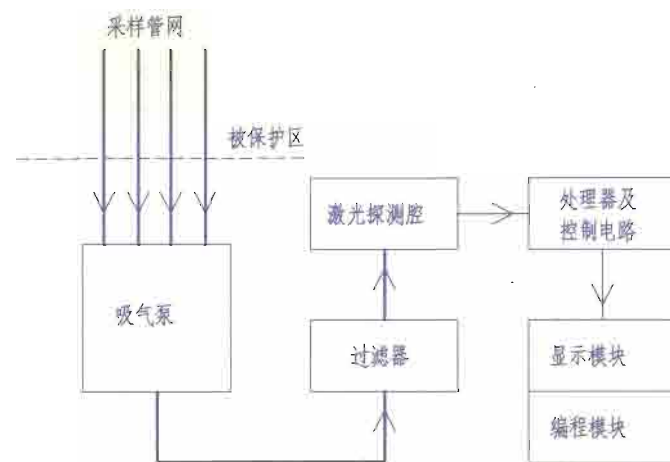 采样管网
被保护区
吸气泵
激光探测腔
过滤器
处理器及
控制电路
显示模块
编程模块